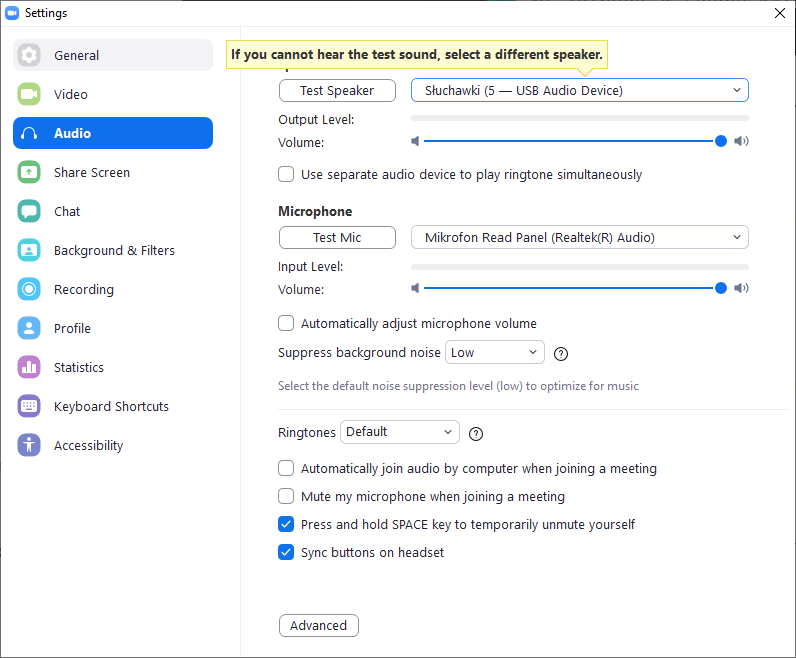 Settings
General
Video
Audio
Share Screen
Chat
Background & Filters
Recording
Profile
Statistics
Keyboard Shortcuts
Accessibility
If you cannot hear the test sound, select a different speaker.
Test Speaker
Słuchawki (5 — USB Audio Device)
Output Level:
Volume:
Use separate audio device to play ringtone simultaneously
Microphone
Test Mic
Mikrofon Read Panel (Realtek(R) Audio)
Input Level:
Volume:
Automatically adjust microphone volume
Suppress background noise Low ?
Select the default noise suppression level (low) to optimize for music
Ringtones Default ?
Automatically join audio by computer when joining a meeting
Mute my microphone when joining a meeting
Press and hold SPACE key to temporarily unmute yourself
Sync buttons on headset
Advanced